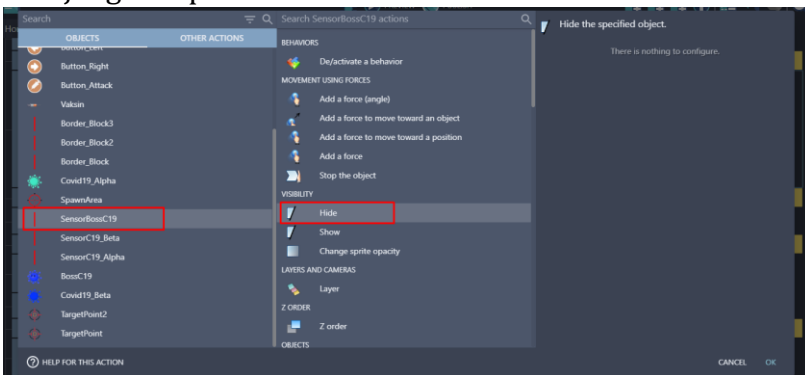 Search
Search SensorBossC19 actions
Hide the specified object.
OBJECTS
OTHER ACTIONS
There is nothing to configure.
BEHAVIORS
Button_Left
De/activate a behavior
Button_Right
Button_Attack
MOVEMENT USING FORCES
Vaksin
Add a force (angle)
Border_Block3
Add a force to move toward an object
Border_Block2
Add a force to move toward a position
Border_Block
Add a force
Covid19_Alpha
Stop the object
SpawnArea
VISIBILITY
SensorBossC19
Hide
SensorC19_Beta
Show
SensorC19_Alpha
Change sprite opacity
BossC19
LAYERS AND CAMERAS
Covid19_Beta
Layer
TargetPoint2
Z ORDER
TargetPoint
Z order
OBJECTS
HELP FOR THIS ACTION
CANCEL
OK